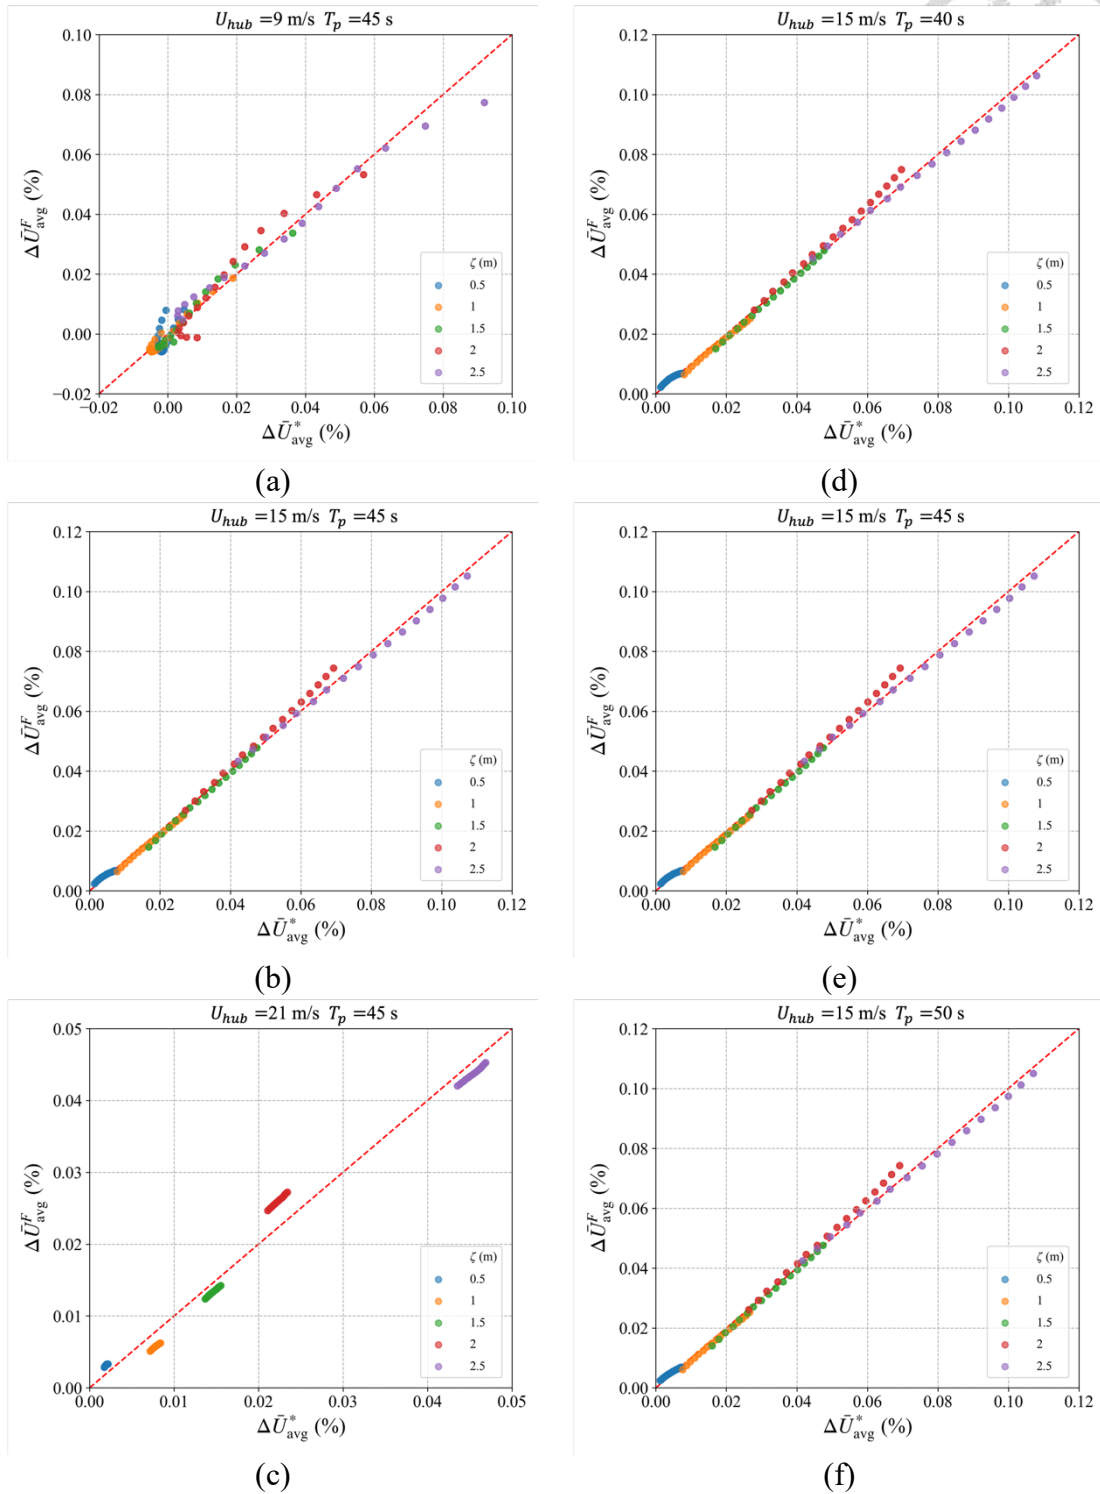 U_hub =9 m/s T_p =45 s
0.10
0.08
0.06
0.04
0.02
0.00
−0.02
ΔŪ^F_avg (%)
ζ (m)
0.5
1
1.5
2
2.5
−0.02 0.00 0.02 0.04 0.06 0.08 0.10
ΔŪ*_avg (%)
(a)
U_hub =15 m/s T_p =40 s
0.12
0.10
0.08
0.06
0.04
0.02
0.00
ΔŪ^F_avg (%)
ζ (m)
0.5
1
1.5
2
2.5
0.00 0.02 0.04 0.06 0.08 0.10 0.12
ΔŪ*_avg (%)
(d)
U_hub =15 m/s T_p =45 s
0.12
0.10
0.08
0.06
0.04
0.02
0.00
ΔŪ^F_avg (%)
ζ (m)
0.5
1
1.5
2
2.5
0.00 0.02 0.04 0.06 0.08 0.10 0.12
ΔŪ*_avg (%)
(b)
U_hub =15 m/s T_p =45 s
0.12
0.10
0.08
0.06
0.04
0.02
0.00
ΔŪ^F_avg (%)
ζ (m)
0.5
1
1.5
2
2.5
0.00 0.02 0.04 0.06 0.08 0.10 0.12
ΔŪ*_avg (%)
(e)
U_hub =21 m/s T_p =45 s
0.05
0.04
0.03
0.02
0.01
0.00
ΔŪ^F_avg (%)
ζ (m)
0.5
1
1.5
2
2.5
0.00 0.01 0.02 0.03 0.04 0.05
ΔŪ*_avg (%)
(c)
U_hub =15 m/s T_p =50 s
0.12
0.10
0.08
0.06
0.04
0.02
0.00
ΔŪ^F_avg (%)
ζ (m)
0.5
1
1.5
2
2.5
0.00 0.02 0.04 0.06 0.08 0.10 0.12
ΔŪ*_avg (%)
(f)